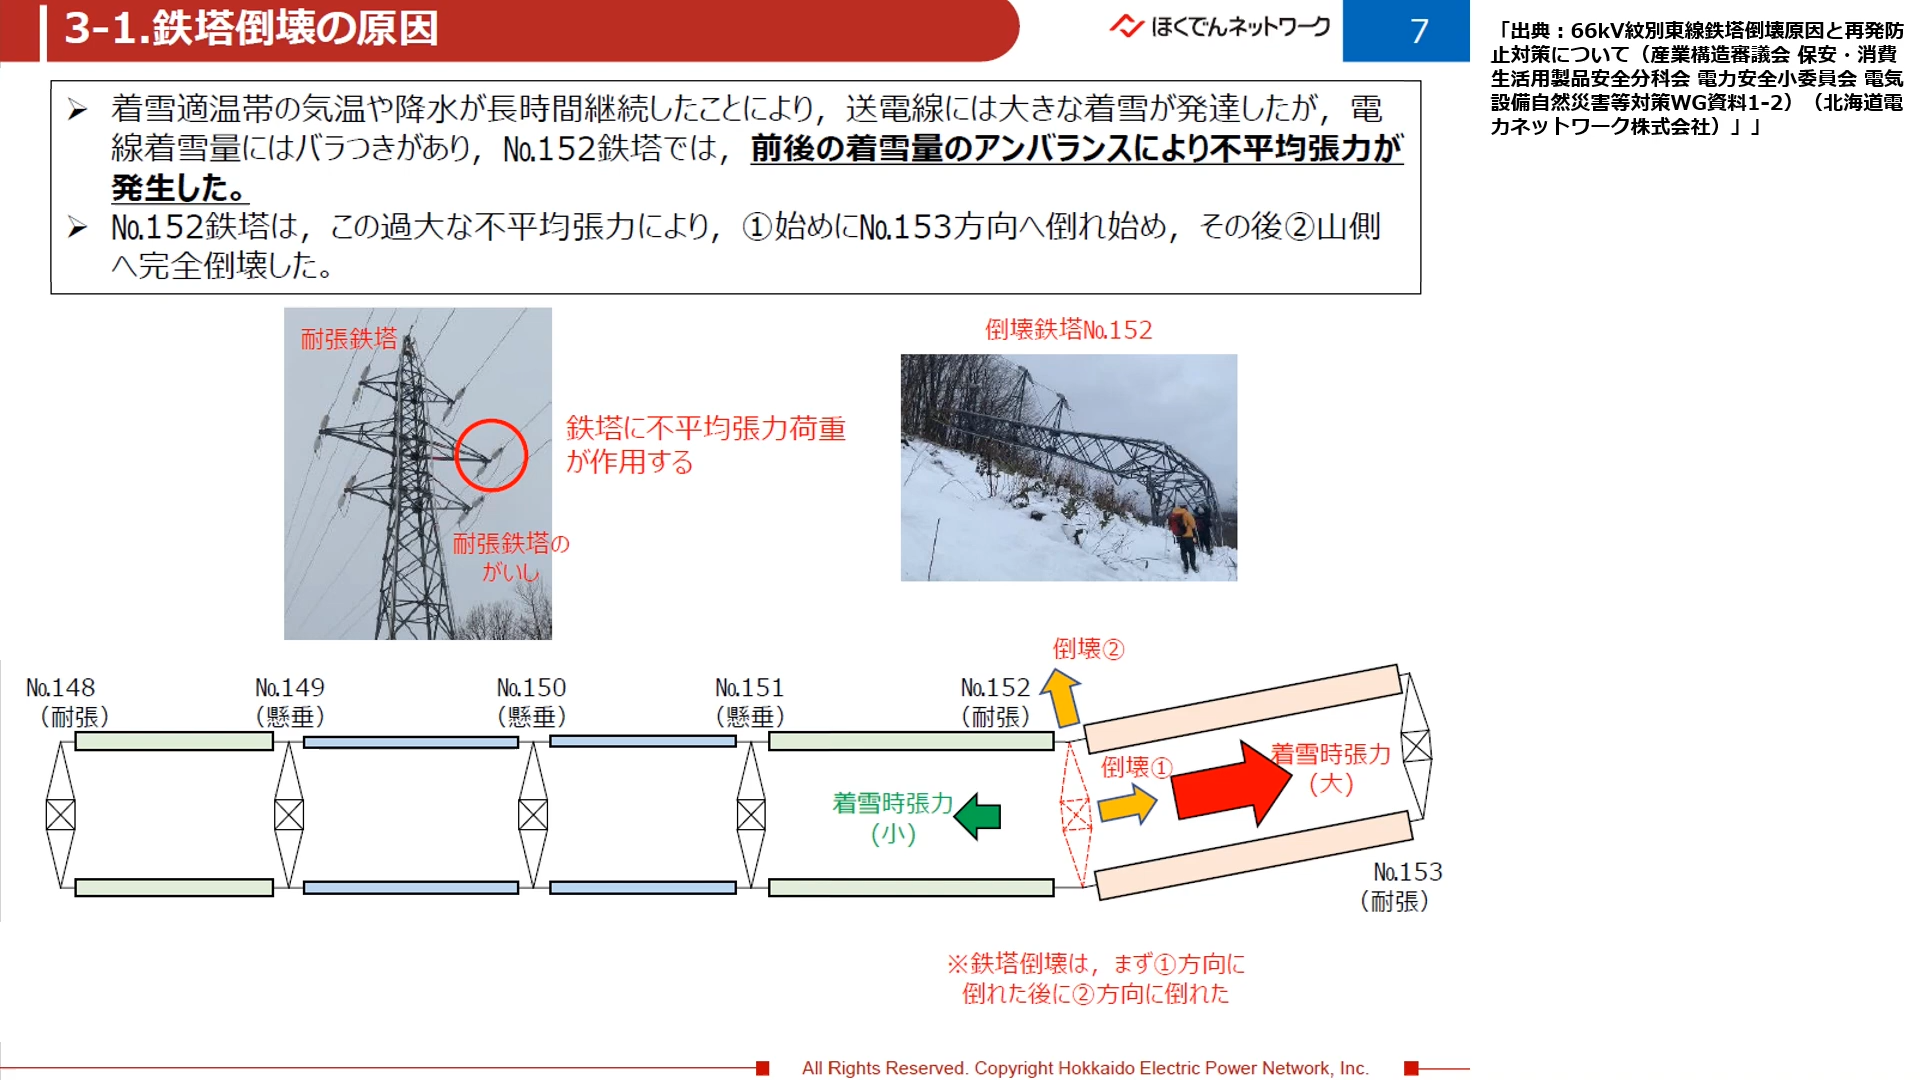 3-1.鉄塔倒壊の原因
ほくでんネットワーク
7
「出典：66kV紋別東線鉄塔倒壊原因と再発防
止対策について（産業構造審議会 保安・消費
生活用製品安全分科会 電力安全小委員会 電気
設備自然災害等対策WG資料1-2）（北海道電
力ネットワーク株式会社）」」
➢ 着雪適温帯の気温や降水が長時間継続したことにより，送電線には大きな着雪が発達したが，電
線着雪量にはバラつきがあり，№152鉄塔では，前後の着雪量のアンバランスにより不平均張力が
発生した。
➢ №152鉄塔は，この過大な不平均張力により，①始めに№153方向へ倒れ始め，その後②山側
へ完全倒壊した。
耐張鉄塔
鉄塔に不平均張力荷重
が作用する
耐張鉄塔の
がいし
倒壊鉄塔№152
倒壊②
№148
（耐張）
№149
（懸垂）
№150
（懸垂）
№151
（懸垂）
№152
（耐張）
倒壊①
着雪時張力
（大）
着雪時張力
（小）
№153
（耐張）
※鉄塔倒壊は，まず①方向に
倒れた後に②方向に倒れた
All Rights Reserved. Copyright Hokkaido Electric Power Network, Inc.